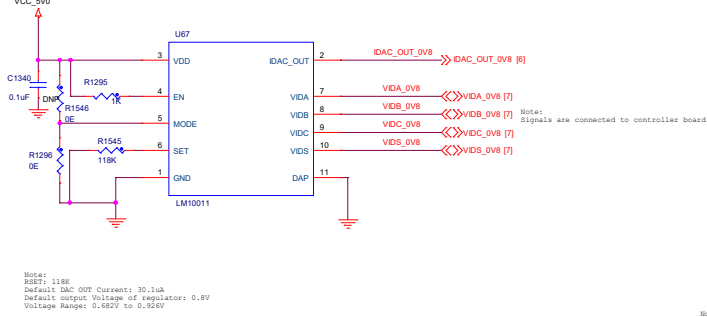 VCC_5V0
U67
3
VDD
IDAC_OUT
2
IDAC_OUT_0V8
IDAC_OUT_0V8 [6]
C1340
0.1uF
DNP
R1546
0E
R1295
1K
4
EN
VIDA
7
VIDA_0V8
VIDA_0V8 [7]
VIDB
8
VIDB_0V8
VIDB_0V8 [7]
Note:
Signals are connected to controller board
5
MODE
VIDC
9
VIDC_0V8
VIDC_0V8 [7]
R1296
0E
R1545
118K
6
SET
VIDS
10
VIDS_0V8
VIDS_0V8 [7]
1
GND
DAP
11
LM10011
Note:
RSET: 118K
Default DAC OUT Current: 30.1uA
Default output Voltage of regulator: 0.8V
Voltage Range: 0.682V to 0.926V